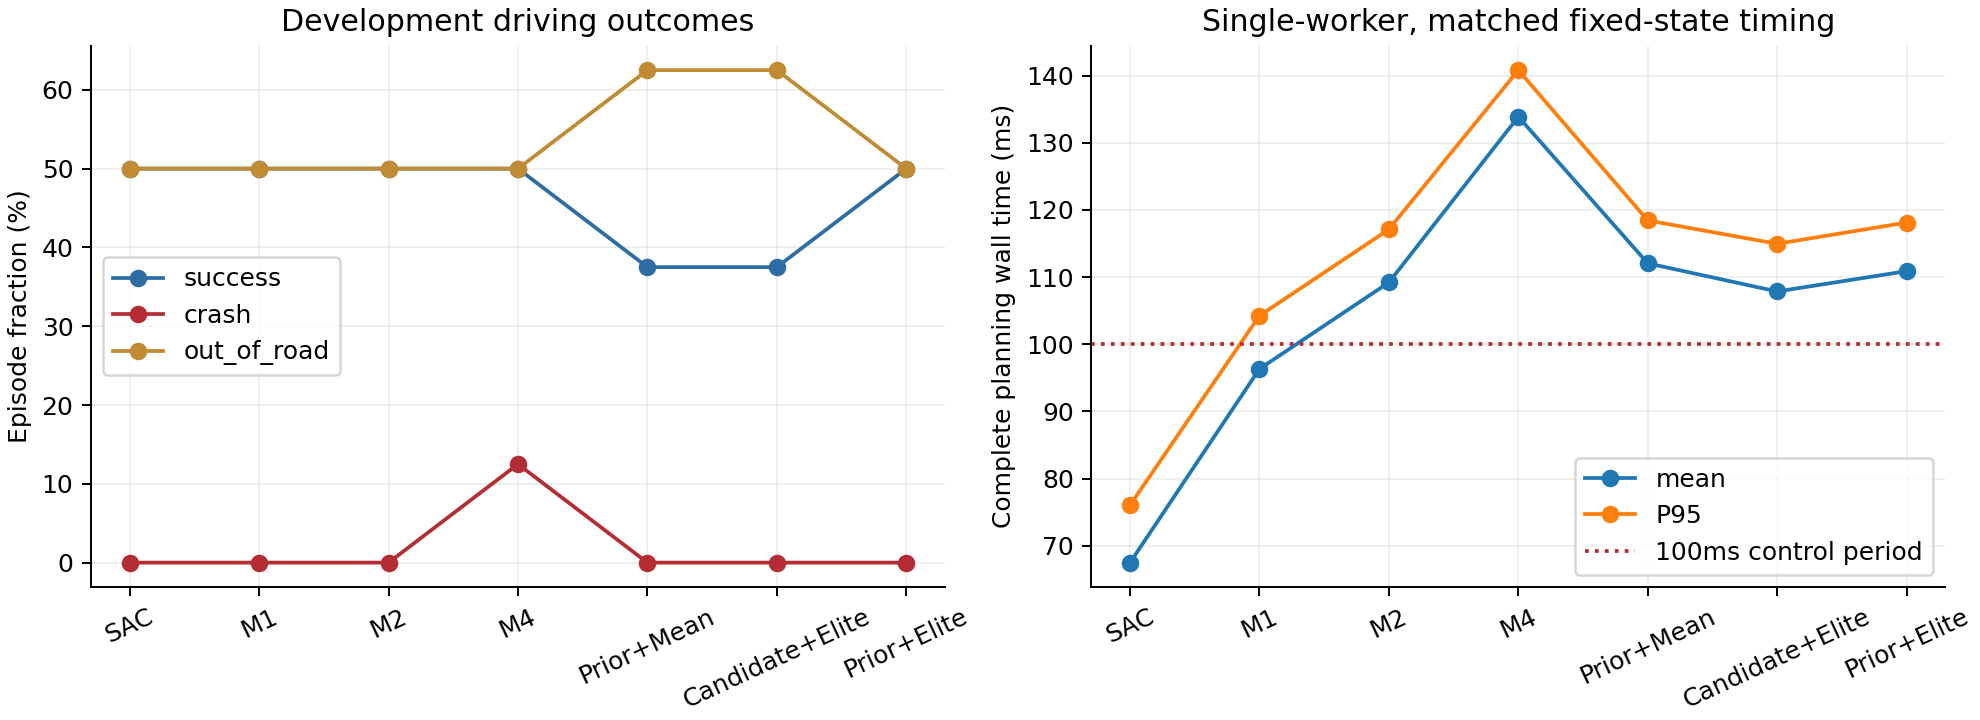 Development driving outcomes
Episode fraction (%)
60
50
40
30
20
10
0
success
crash
out_of_road
SAC
M1
M2
M4
Prior+Mean
Candidate+Elite
Prior+Elite
Single-worker, matched fixed-state timing
Complete planning wall time (ms)
140
130
120
110
100
90
80
70
mean
P95
100ms control period
SAC
M1
M2
M4
Prior+Mean
Candidate+Elite
Prior+Elite